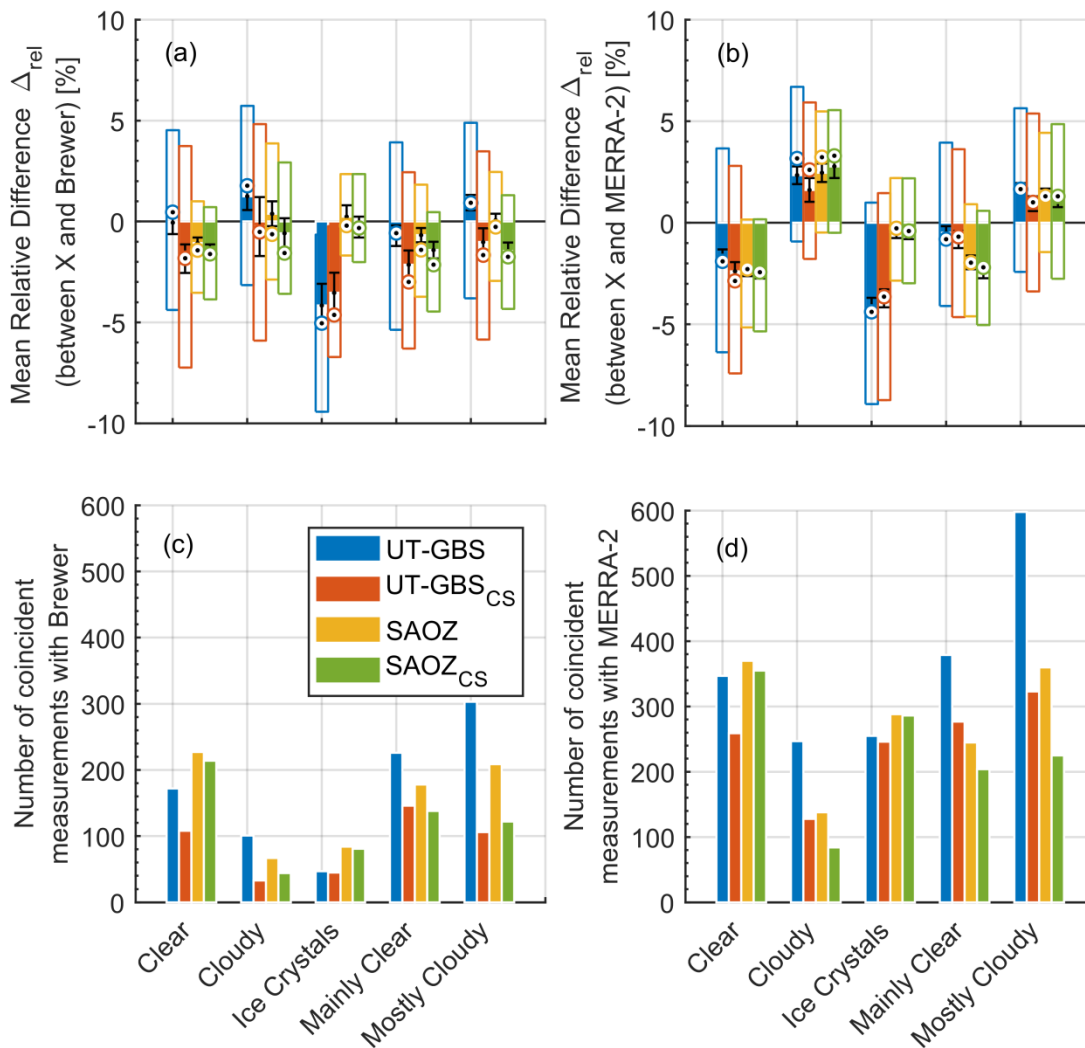 Mean Relative Difference Δrel
(between X and Brewer) [%]
10
5
0
-5
-10
(a)
Mean Relative Difference Δrel
(between X and MERRA-2) [%]
10
5
0
-5
-10
(b)
Number of coincident
measurements with Brewer
600
500
400
300
200
100
0
(c)
UT-GBS
UT-GBSCS
SAOZ
SAOZCS
Clear
Cloudy
Ice Crystals
Mainly Clear
Mostly Cloudy
Number of coincident
measurements with MERRA-2
600
500
400
300
200
100
0
(d)
Clear
Cloudy
Ice Crystals
Mainly Clear
Mostly Cloudy